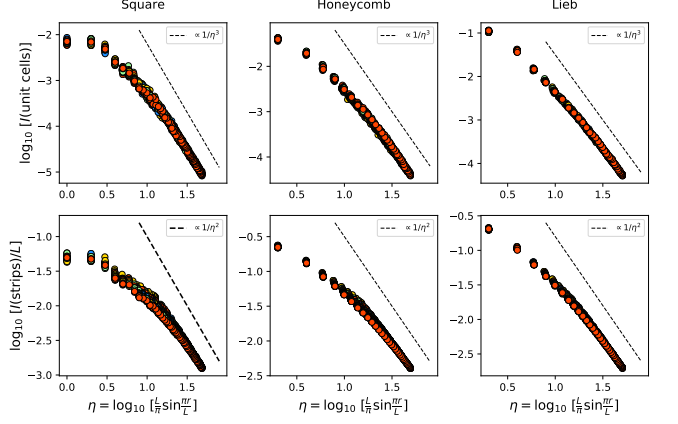 Square
Honeycomb
Lieb
log₁₀ [I(unit cells)]
−2
−3
−4
−5
0.0 0.5 1.0 1.5
∝ 1/η³
−2
−3
−4
0.5 1.0 1.5
∝ 1/η³
−1
−2
−3
−4
0.5 1.0 1.5
∝ 1/η³
log₁₀ [I(strips)/L]
−1.0
−1.5
−2.0
−2.5
−3.0
0.0 0.5 1.0 1.5
∝ 1/η²
η = log₁₀ [L/π sin πr/L]
−0.5
−1.0
−1.5
−2.0
−2.5
0.5 1.0 1.5
∝ 1/η²
η = log₁₀ [L/π sin πr/L]
−0.5
−1.0
−1.5
−2.0
−2.5
0.5 1.0 1.5
∝ 1/η²
η = log₁₀ [L/π sin πr/L]